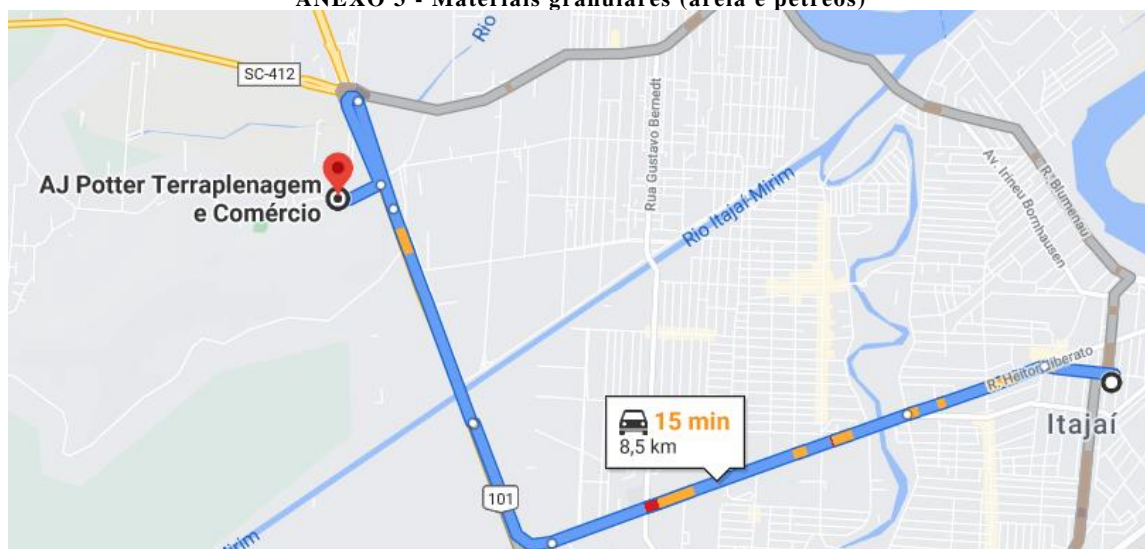 ANEXO 5 - Materiais granulares (areia e pétreos)
Rio
SC-412
Rua Gustavo Bernedt
Rio Itajaí-Mirim
Av. Irineu Bornhausen
R. Blumenau
AJ Potter Terraplenagem
e Comércio
R. Heitor Liberato
15 min
8,5 km
Itajaí
101
Mirim